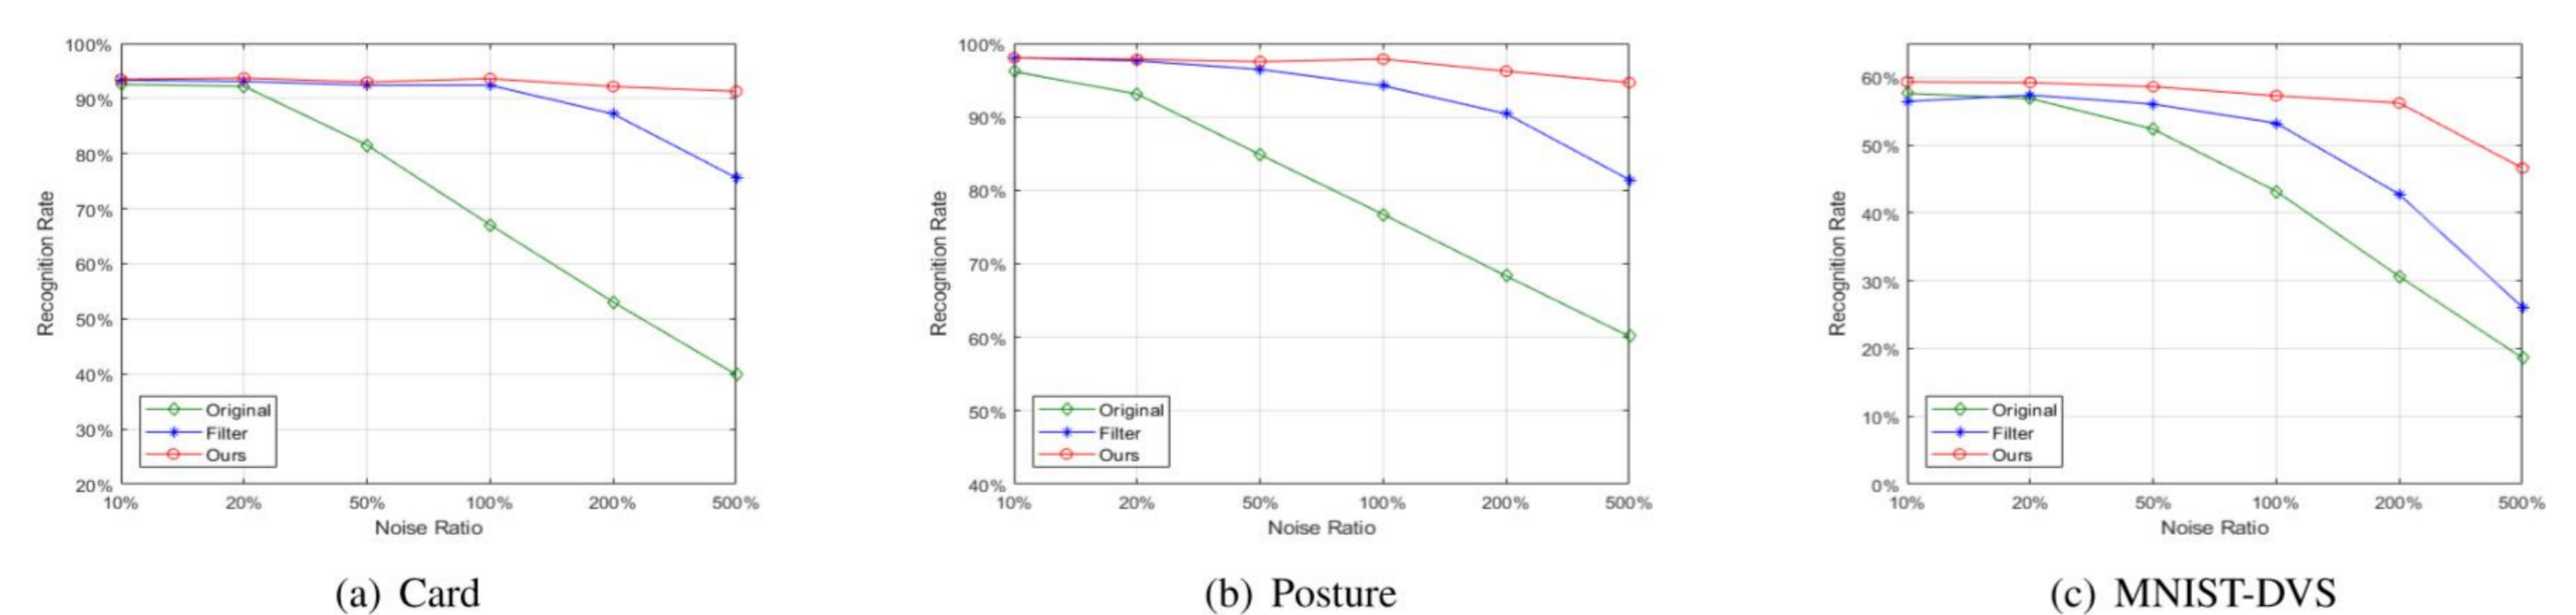 100%
90%
80%
70%
60%
50%
40%
30%
20%
Recognition Rate
Original
Filter
Ours
10% 20% 50% 100% 200% 500%
Noise Ratio
(a) Card
100%
90%
80%
70%
60%
50%
40%
Recognition Rate
Original
Filter
Ours
10% 20% 50% 100% 200% 500%
Noise Ratio
(b) Posture
60%
50%
40%
30%
20%
10%
0%
Recognition Rate
Original
Filter
Ours
10% 20% 50% 100% 200% 500%
Noise Ratio
(c) MNIST-DVS